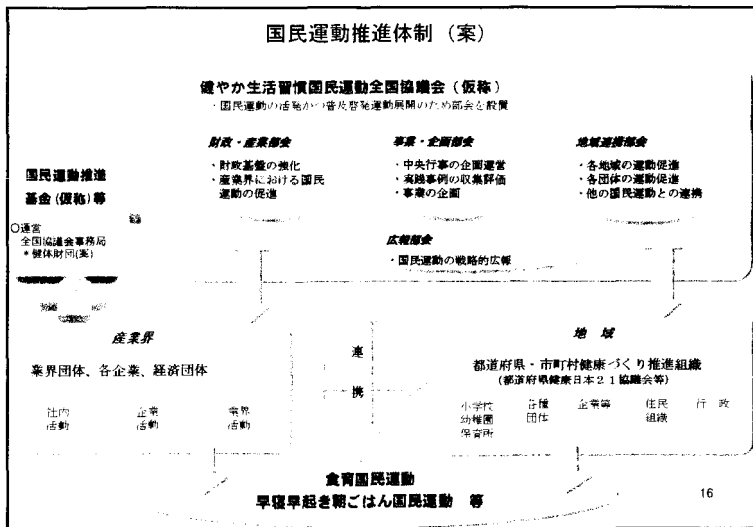 国民運動推進体制（案）
健やか生活習慣国民運動全国協議会（仮称）
・国民運動の活発かつ普及啓発運動展開のため部会を設置
財政・産業部会
・財政基盤の強化
・産業界における国民
運動の促進
事業・企画部会
・中央行事の企画運営
・実践事例の収集評価
・事業の企画
地域連携部会
・各地域の運動促進
・各団体の運動促進
・他の国民運動との連携
国民運動推進
基金（仮称）等
○運営
全国協議会事務局
＊健体財団(案)
広報部会
・国民運動の戦略的広報
産業界
業界団体、各企業、経済団体
社内
活動
企業
活動
業界
活動
連
携
地　域
都道府県・市町村健康づくり推進組織
（都道府県健康日本２１協議会等）
小学校
幼稚園
保育所
各種
団体
企業等
住民
組織
行　政
食育国民運動
早寝早起き朝ごはん国民運動　等
16